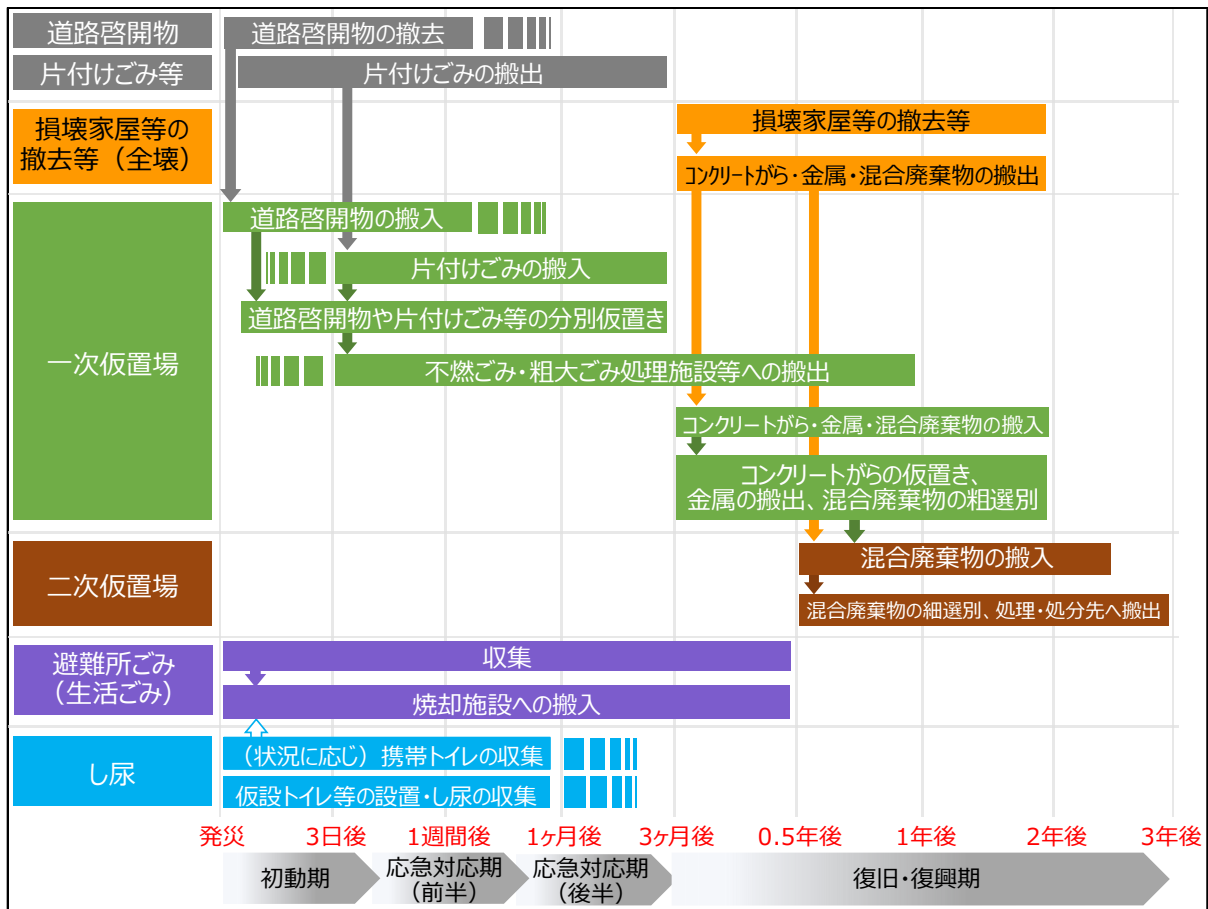 道路啓開物
道路啓開物の撤去
片付けごみ等
片付けごみの搬出
損壊家屋等の
撤去等（全壊）
損壊家屋等の撤去等
コンクリートがら・金属・混合廃棄物の搬出
一次仮置場
道路啓開物の搬入
片付けごみの搬入
道路啓開物や片付けごみ等の分別仮置き
不燃ごみ・粗大ごみ処理施設等への搬出
コンクリートがら・金属・混合廃棄物の搬入
コンクリートがらの仮置き、
金属の搬出、混合廃棄物の粗選別
二次仮置場
混合廃棄物の搬入
混合廃棄物の細選別、処理・処分先へ搬出
避難所ごみ
（生活ごみ）
収集
焼却施設への搬入
し尿
（状況に応じ）携帯トイレの収集
仮設トイレ等の設置・し尿の収集
発災 3日後 1週間後 1ヶ月後 3ヶ月後 0.5年後 1年後 2年後 3年後
初動期
応急対応期
（前半）
応急対応期
（後半）
復旧・復興期